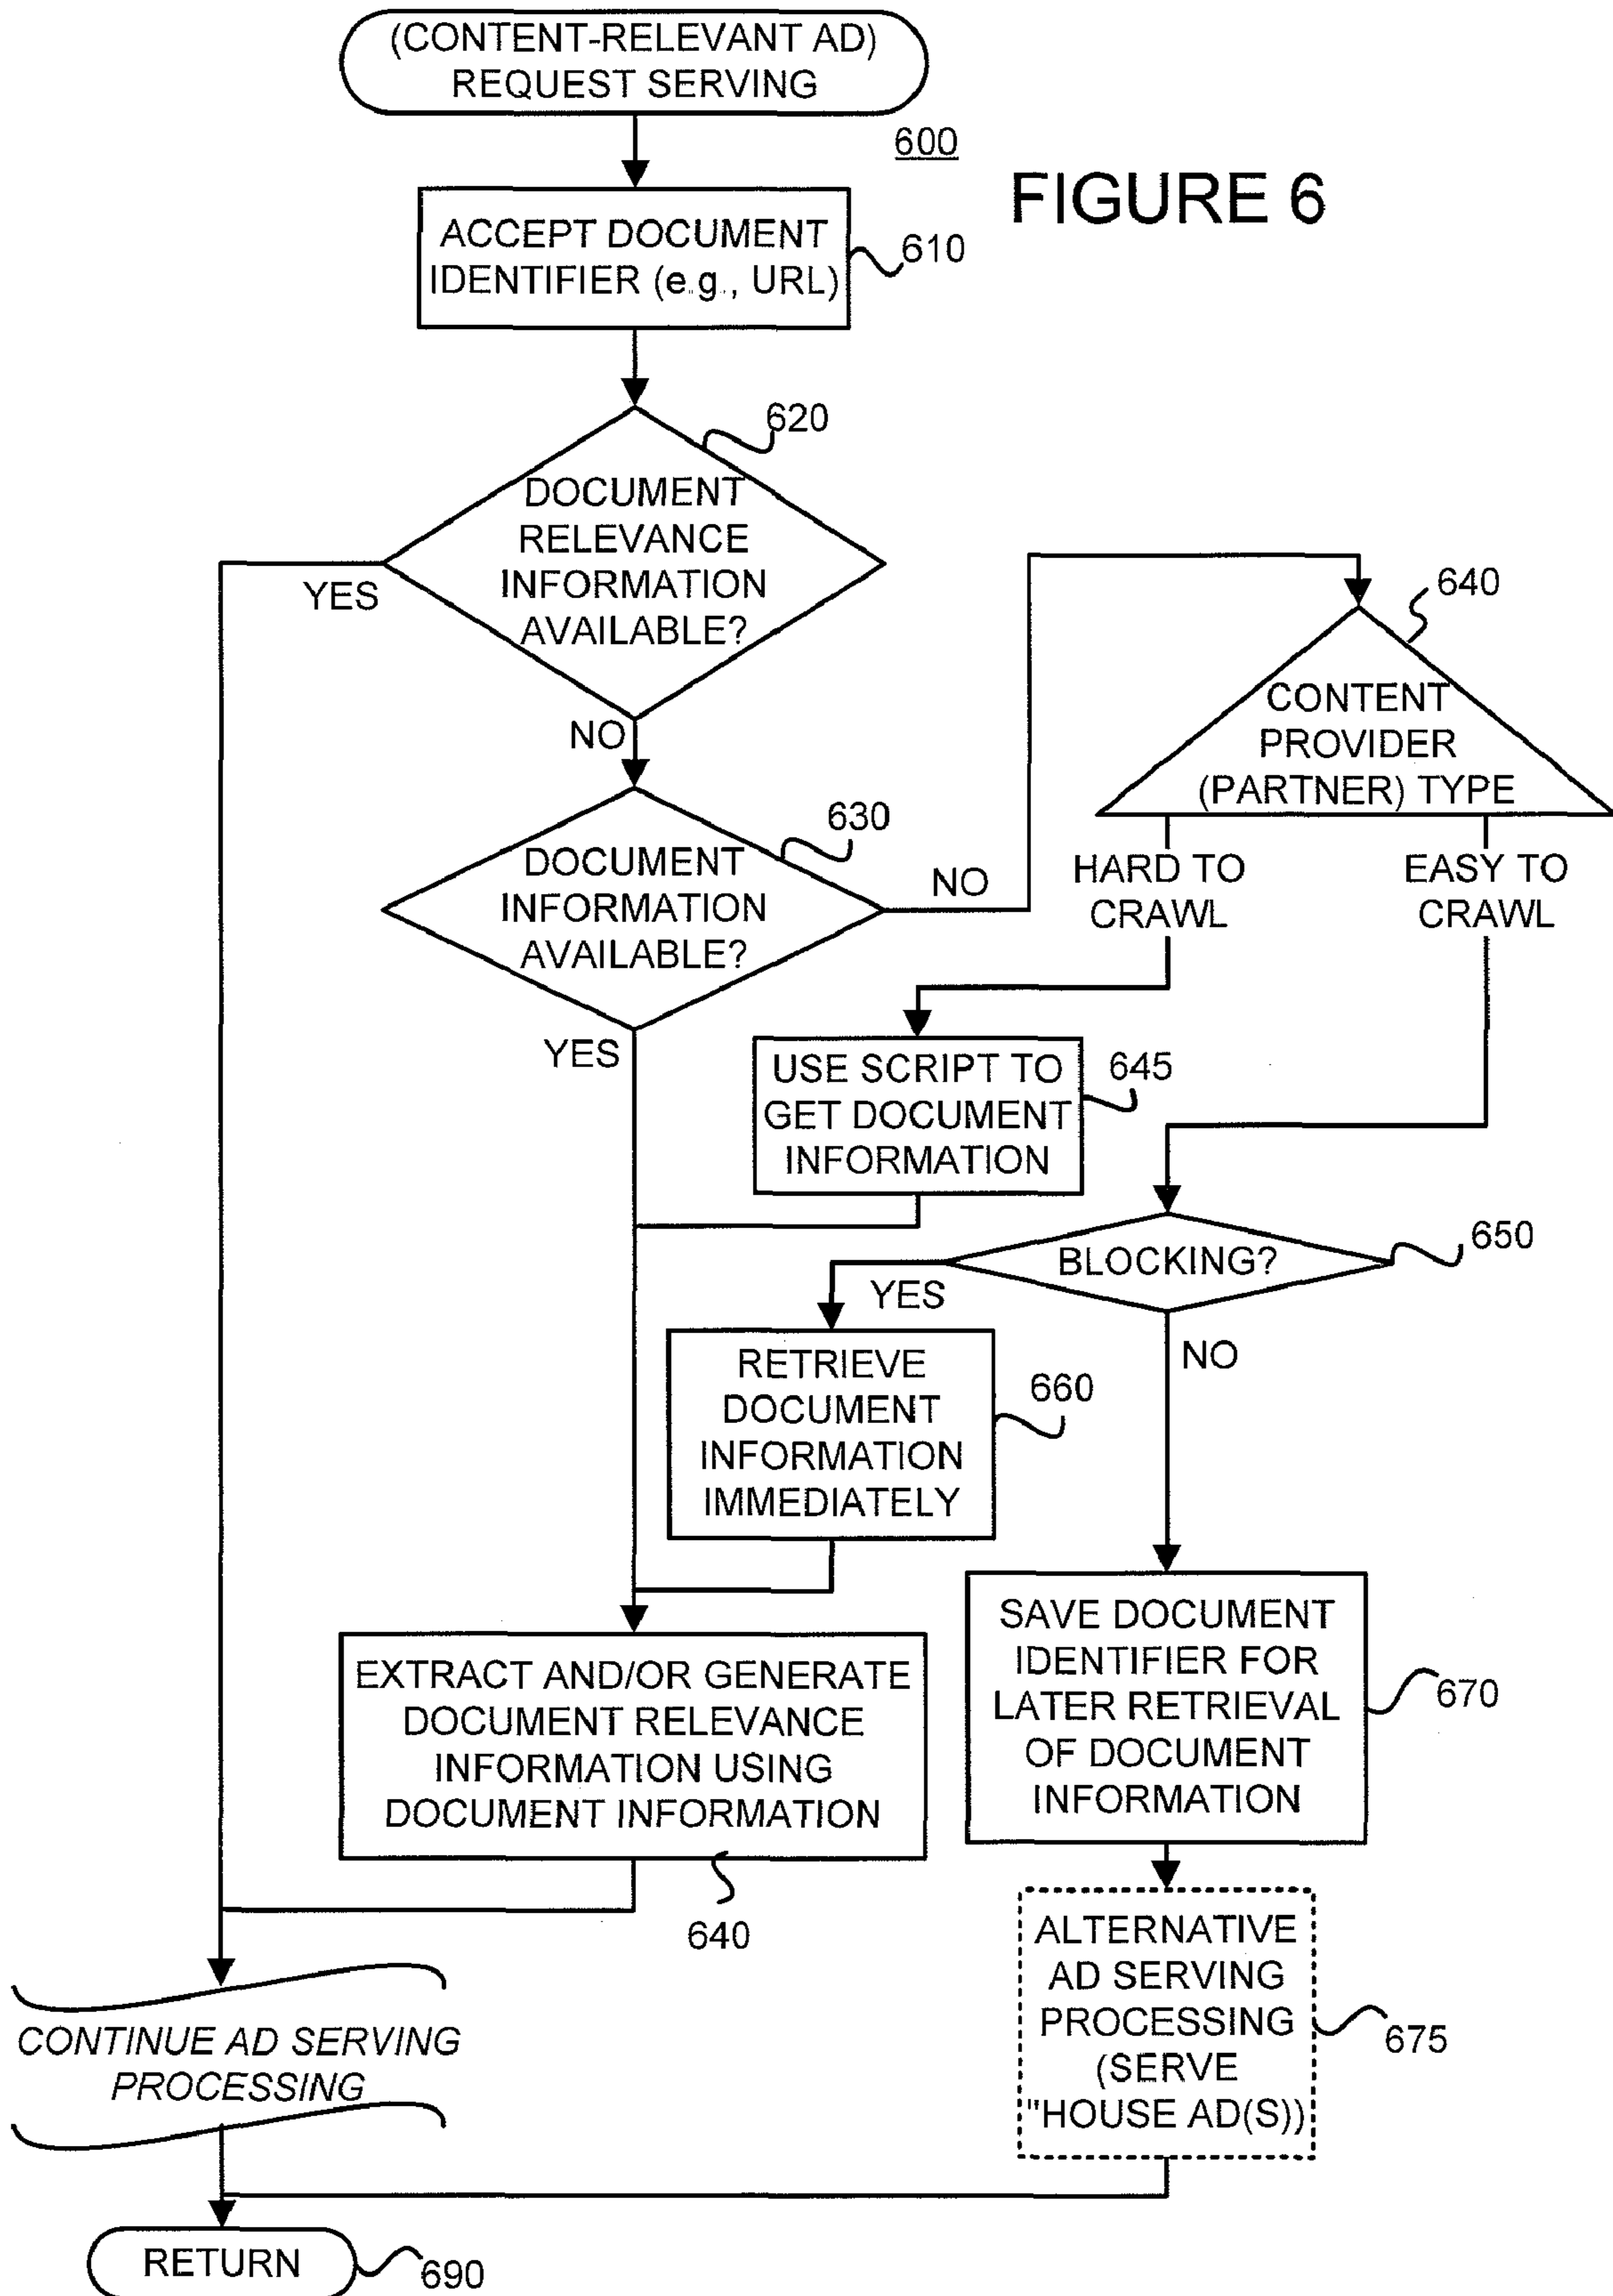 (CONTENT-RELEVANT AD)
REQUEST SERVING
600
FIGURE 6
ACCEPT DOCUMENT
IDENTIFIER (e.g., URL)
610
620
DOCUMENT
RELEVANCE
INFORMATION
AVAILABLE?
YES
NO
640
CONTENT
PROVIDER
(PARTNER) TYPE
630
DOCUMENT
INFORMATION
AVAILABLE?
NO
YES
HARD TO
CRAWL
EASY TO
CRAWL
USE SCRIPT TO
GET DOCUMENT
INFORMATION
645
BLOCKING?
650
YES
NO
RETRIEVE
DOCUMENT
INFORMATION
IMMEDIATELY
660
SAVE DOCUMENT
IDENTIFIER FOR
LATER RETRIEVAL
OF DOCUMENT
INFORMATION
670
EXTRACT AND/OR GENERATE
DOCUMENT RELEVANCE
INFORMATION USING
DOCUMENT INFORMATION
640
ALTERNATIVE
AD SERVING
PROCESSING
(SERVE
"HOUSE AD(S))
675
CONTINUE AD SERVING
PROCESSING
RETURN
690